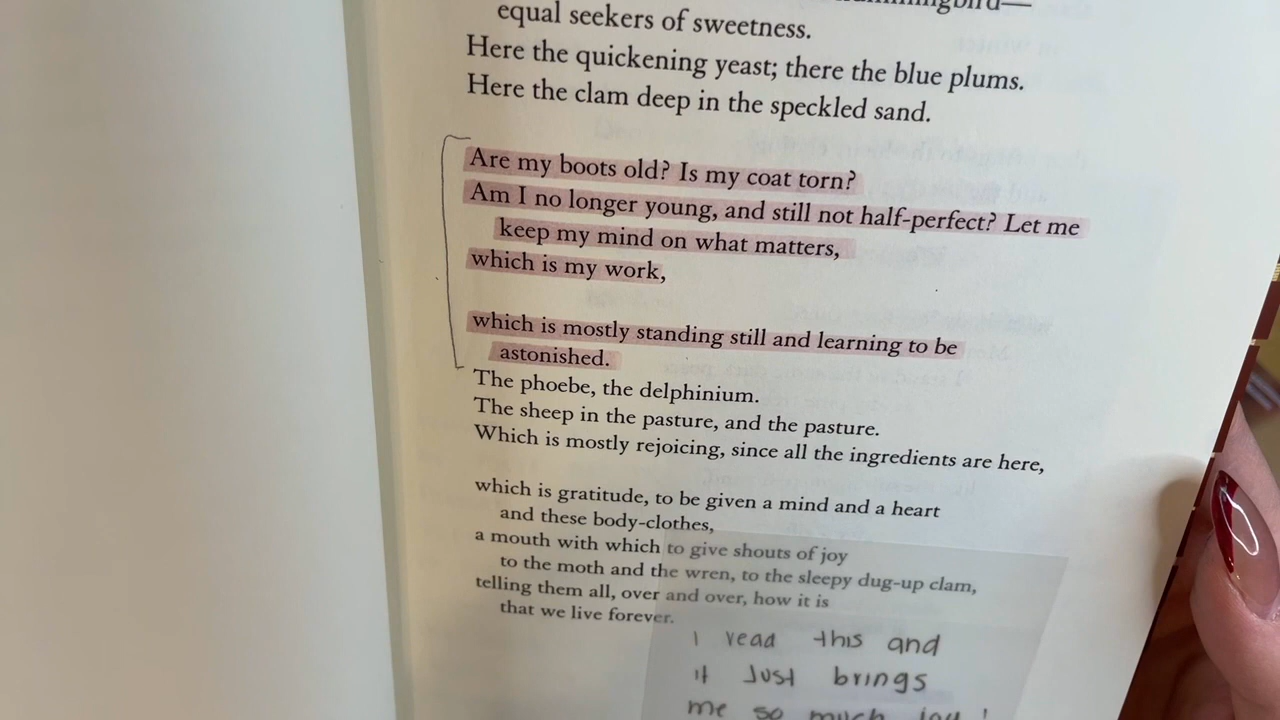 hummingbird—
equal seekers of sweetness.
Here the quickening yeast; there the blue plums.
Here the clam deep in the speckled sand.
Are my boots old? Is my coat torn?
Am I no longer young, and still not half-perfect? Let me
keep my mind on what matters,
which is my work,
which is mostly standing still and learning to be
astonished.
The phoebe, the delphinium.
The sheep in the pasture, and the pasture.
Which is mostly rejoicing, since all the ingredients are here,
which is gratitude, to be given a mind and a heart
and these body-clothes,
a mouth with which to give shouts of joy
to the moth and the wren, to the sleepy dug-up clam,
telling them all, over and over, how it is
that we live forever.
I read this and
it Just brings
me so much joy!